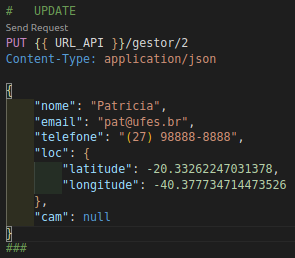 #   UPDATE
Send Request
PUT {{ URL_API }}/gestor/2
Content-Type: application/json

{
    "nome": "Patricia",
    "email": "pat@ufes.br",
    "telefone": "(27) 98888-8888",
    "loc": {
        "latitude": -20.33262247031378,
        "longitude": -40.377734714473526
    },
    "cam": null
}
###